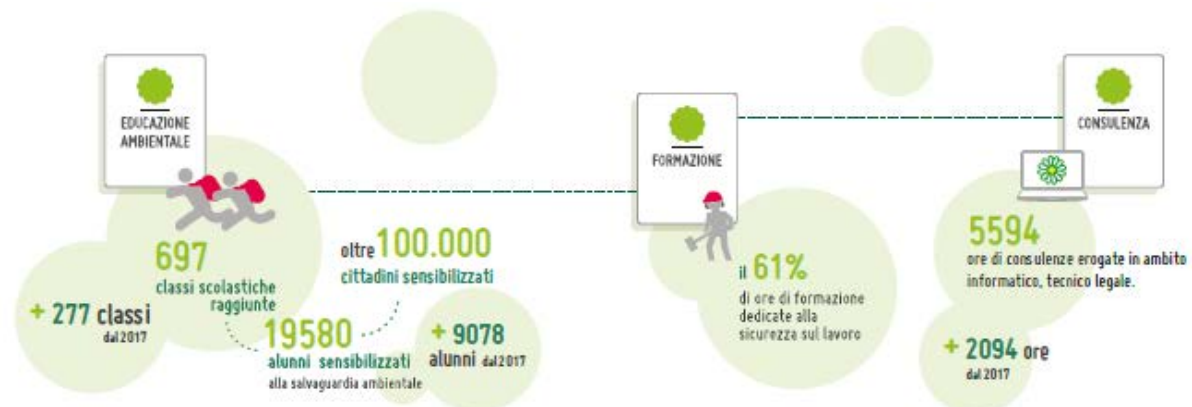 EDUCAZIONE
AMBIENTALE
697
classi scolastiche
raggiunte
+ 277 classi
dal 2017
oltre 100.000
cittadini sensibilizzati
19580
alunni sensibilizzati
alla salvaguardia ambientale
+ 9078
alunni dal 2017
FORMAZIONE
il 61%
di ore di formazione
dedicate alla
sicurezza sul lavoro
CONSULENZA
5594
ore di consulenze erogate in ambito
informatico, tecnico legale.
+ 2094 ore
dal 2017